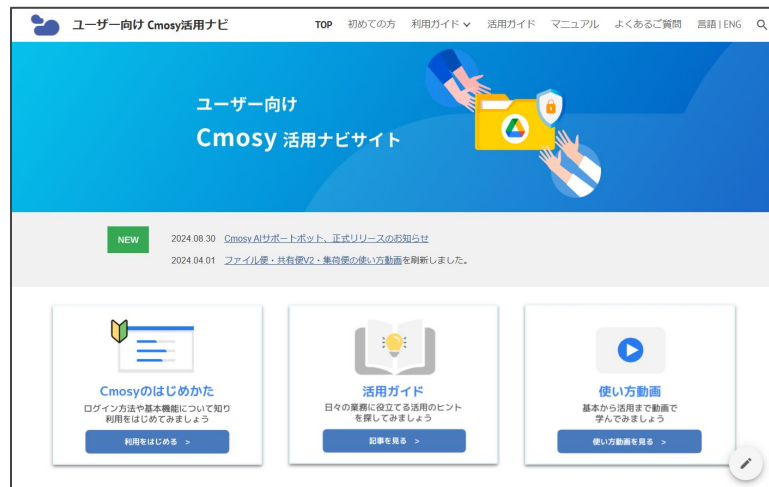 ユーザー向け Cmosy活用ナビ
TOP 初めての方 利用ガイド 活用ガイド マニュアル よくあるご質問 言語 | ENG
ユーザー向け
Cmosy 活用ナビサイト
NEW
2024.08.30 Cmosy AIサポートボット、正式リリースのお知らせ
2024.04.01 ファイル便・共有便V2・集荷便の使い方動画を刷新しました。
Cmosyのはじめかた
ログイン方法や基本機能について知り
利用をはじめてみましょう
利用をはじめる >
活用ガイド
日々の業務に役立てる活用のヒント
を探してみましょう
記事を見る >
使い方動画
基本から活用まで動画で
学んでみましょう
使い方動画を見る >